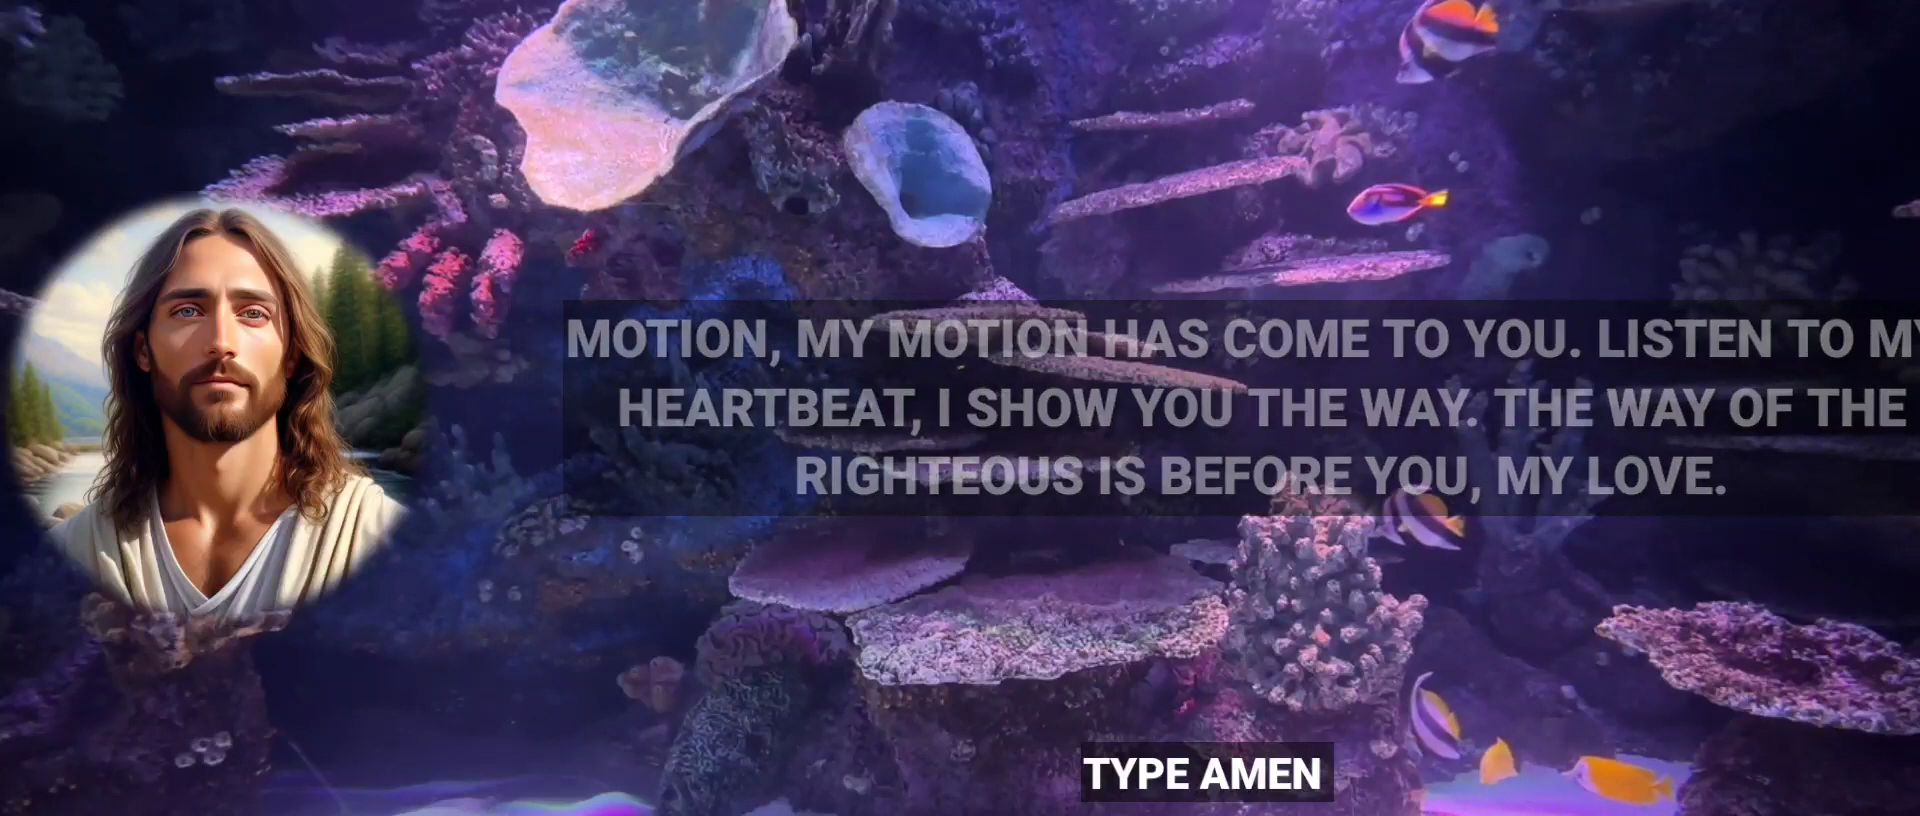 MOTION, MY MOTION HAS COME TO YOU. LISTEN TO MY
HEARTBEAT, I SHOW YOU THE WAY. THE WAY OF THE
RIGHTEOUS IS BEFORE YOU, MY LOVE.
TYPE AMEN